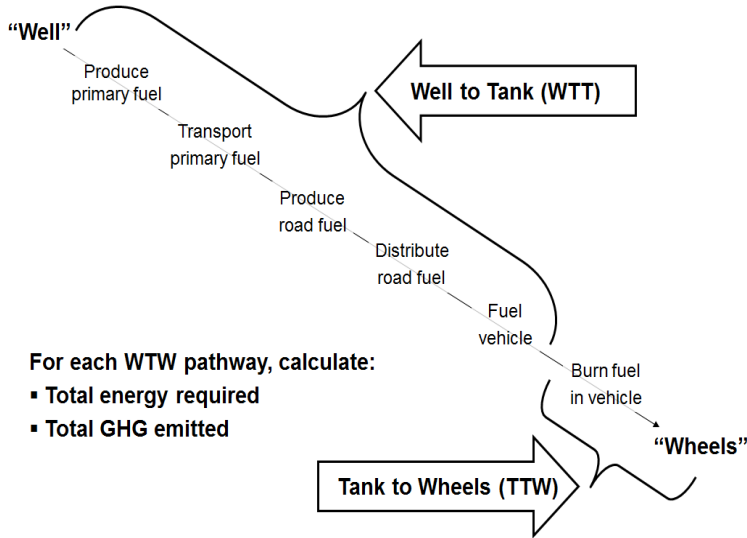 “Well”
Produce
primary fuel
Well to Tank (WTT)
Transport
primary fuel
Produce
road fuel
Distribute
road fuel
Fuel
vehicle
For each WTW pathway, calculate:
▪ Total energy required
▪ Total GHG emitted
Burn fuel
in vehicle
“Wheels”
Tank to Wheels (TTW)